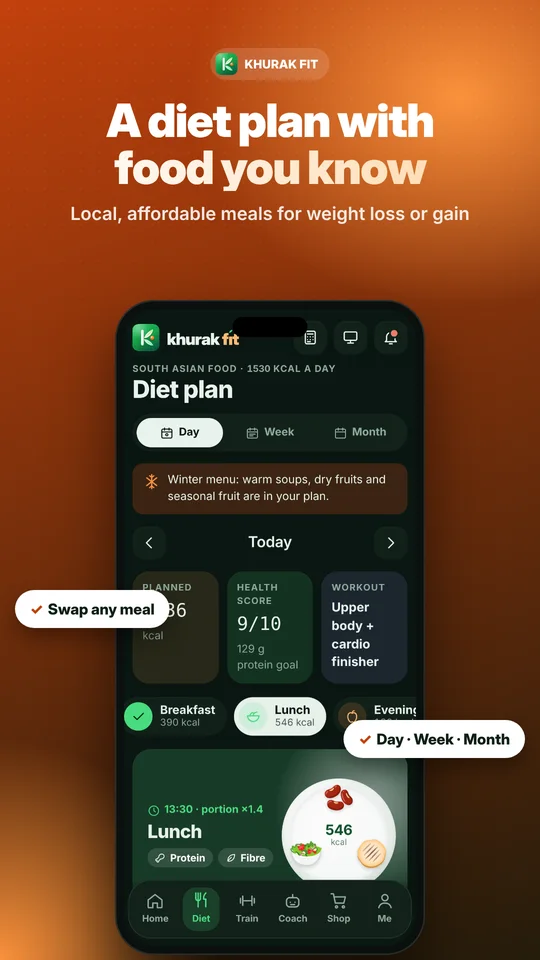 KHURAK FIT
A diet plan with
food you know
Local, affordable meals for weight loss or gain
khurak fit
SOUTH ASIAN FOOD · 1530 KCAL A DAY
Diet plan
Day
Week
Month
Winter menu: warm soups, dry fruits and
seasonal fruit are in your plan.
Today
PLANNED
36
kcal
HEALTH
SCORE
9/10
129 g
protein goal
WORKOUT
Upper
body +
cardio
finisher
✓ Swap any meal
Breakfast
390 kcal
Lunch
546 kcal
Evening
✓ Day · Week · Month
13:30 · portion ×1.4
Lunch
Protein
Fibre
546
kcal
Home
Diet
Train
Coach
Shop
Me